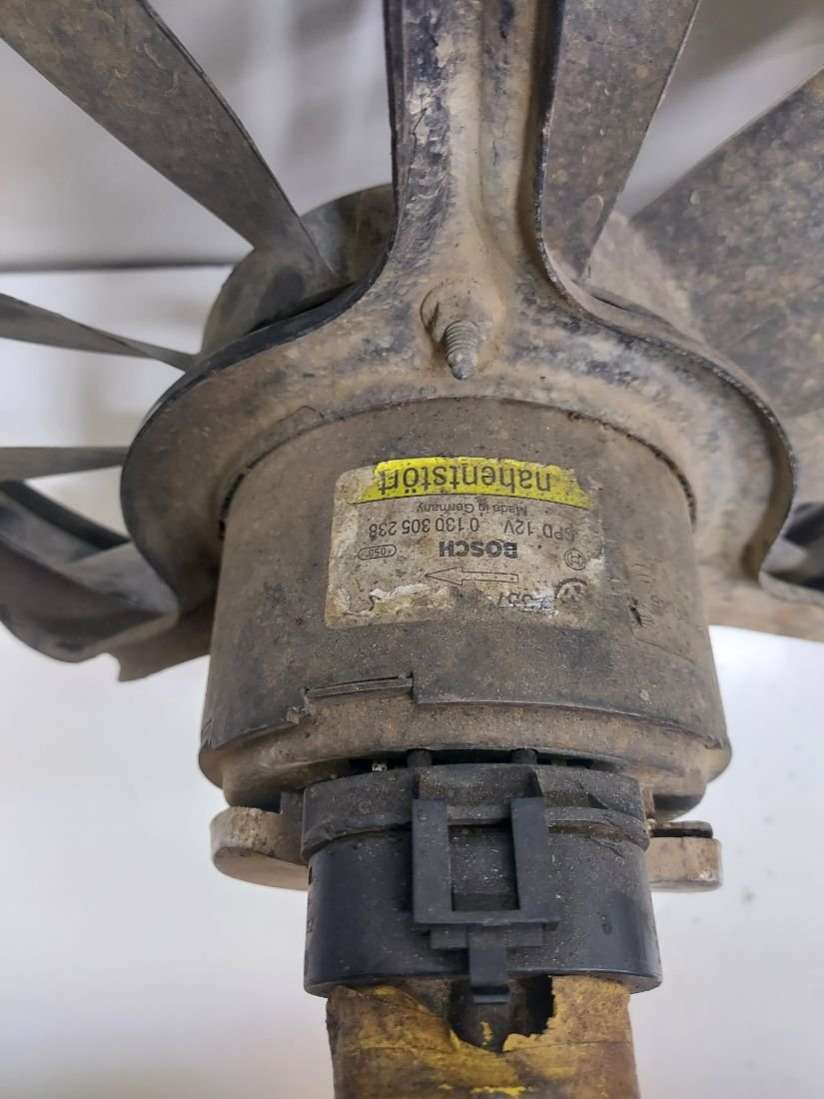 nahentstört
Made in Germany
GPD 12V 0 130 305 238
BOSCH